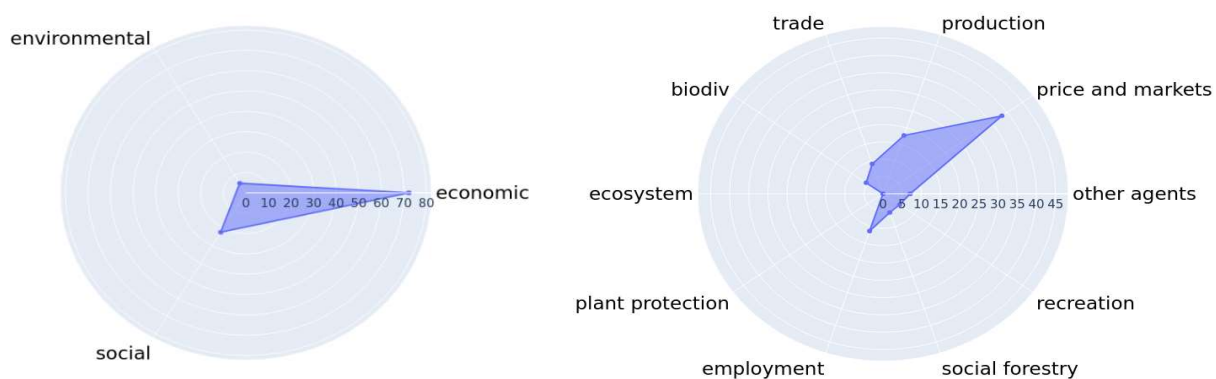 environmental
economic
social
0 10 20 30 40 50 60 70 80
trade
production
biodiv
price and markets
ecosystem
other agents
0 5 10 15 20 25 30 35 40 45
plant protection
recreation
employment
social forestry